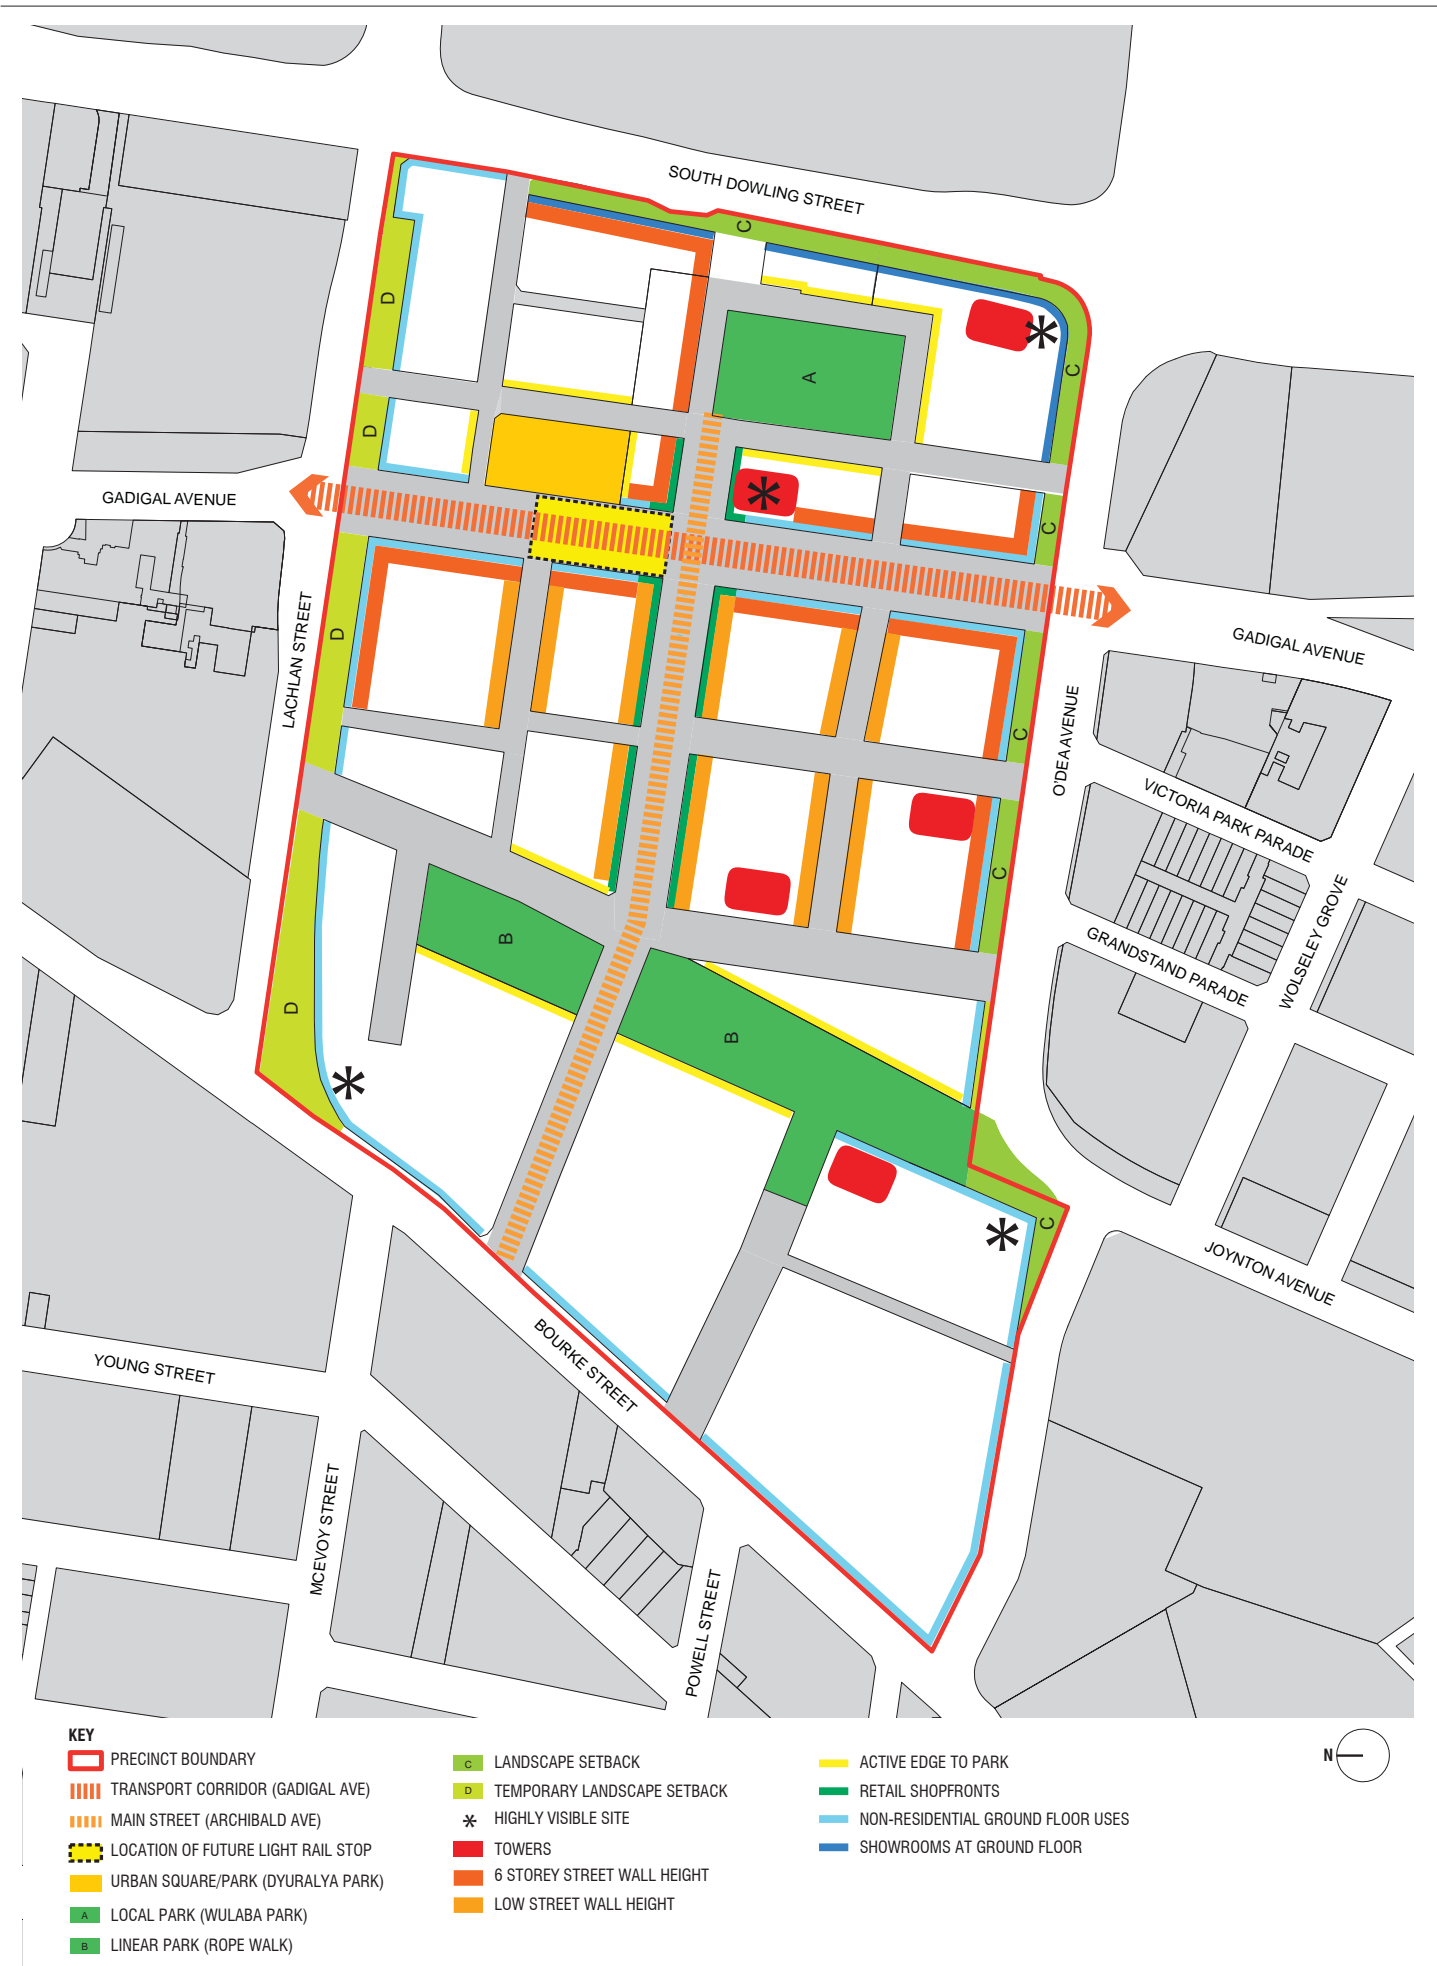 SOUTH DOWLING STREET
C
D
A
C
D
GADIGAL AVENUE
C
D
LACHLAN STREET
GADIGAL AVENUE
C
O'DEA AVENUE
VICTORIA PARK PARADE
C
WOLSELEY GROVE
B
GRANDSTAND PARADE
D
B
C
JOYNTON AVENUE
BOURKE STREET
YOUNG STREET
MCEVOY STREET
POWELL STREET
KEY
PRECINCT BOUNDARY
TRANSPORT CORRIDOR (GADIGAL AVE)
MAIN STREET (ARCHIBALD AVE)
LOCATION OF FUTURE LIGHT RAIL STOP
URBAN SQUARE/PARK (DYURALYA PARK)
A LOCAL PARK (WULABA PARK)
B LINEAR PARK (ROPE WALK)
C LANDSCAPE SETBACK
D TEMPORARY LANDSCAPE SETBACK
* HIGHLY VISIBLE SITE
TOWERS
6 STOREY STREET WALL HEIGHT
LOW STREET WALL HEIGHT
ACTIVE EDGE TO PARK
RETAIL SHOPFRONTS
NON-RESIDENTIAL GROUND FLOOR USES
SHOWROOMS AT GROUND FLOOR
N